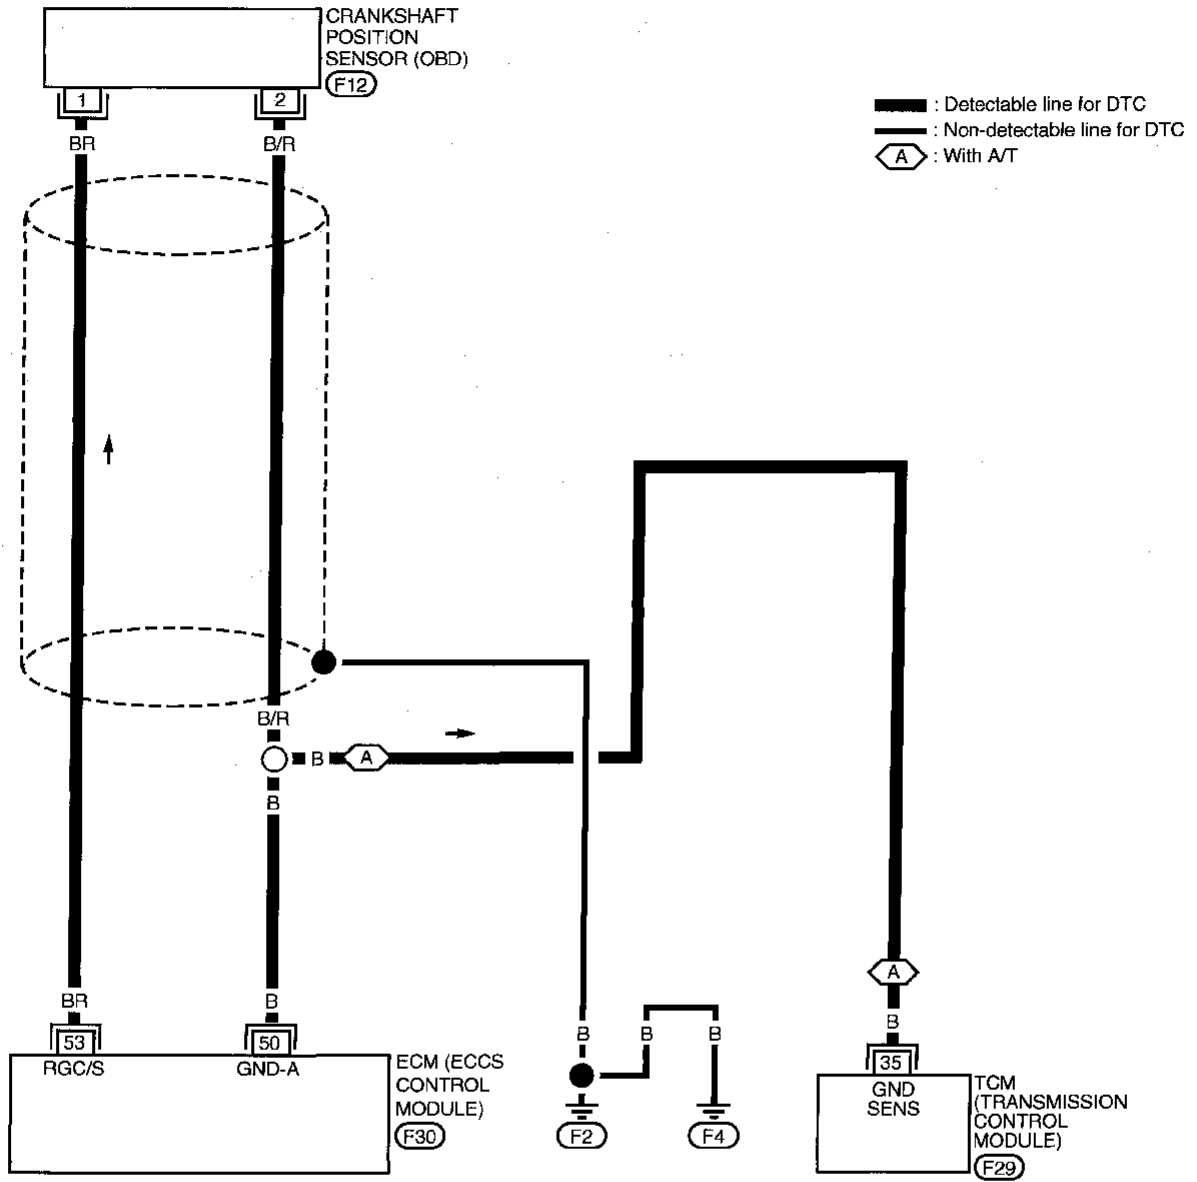 CRANKSHAFT
POSITION
SENSOR (OBD)
F12
1
2
BR
B/R
: Detectable line for DTC
: Non-detectable line for DTC
A : With A/T
B/R
B
A
B
A
B
BR
B
B
B
B
53
50
35
RGC/S
GND-A
ECM (ECCS
CONTROL
MODULE)
F30
F2
F4
GND
SENS
TCM
(TRANSMISSION
CONTROL
MODULE)
F29